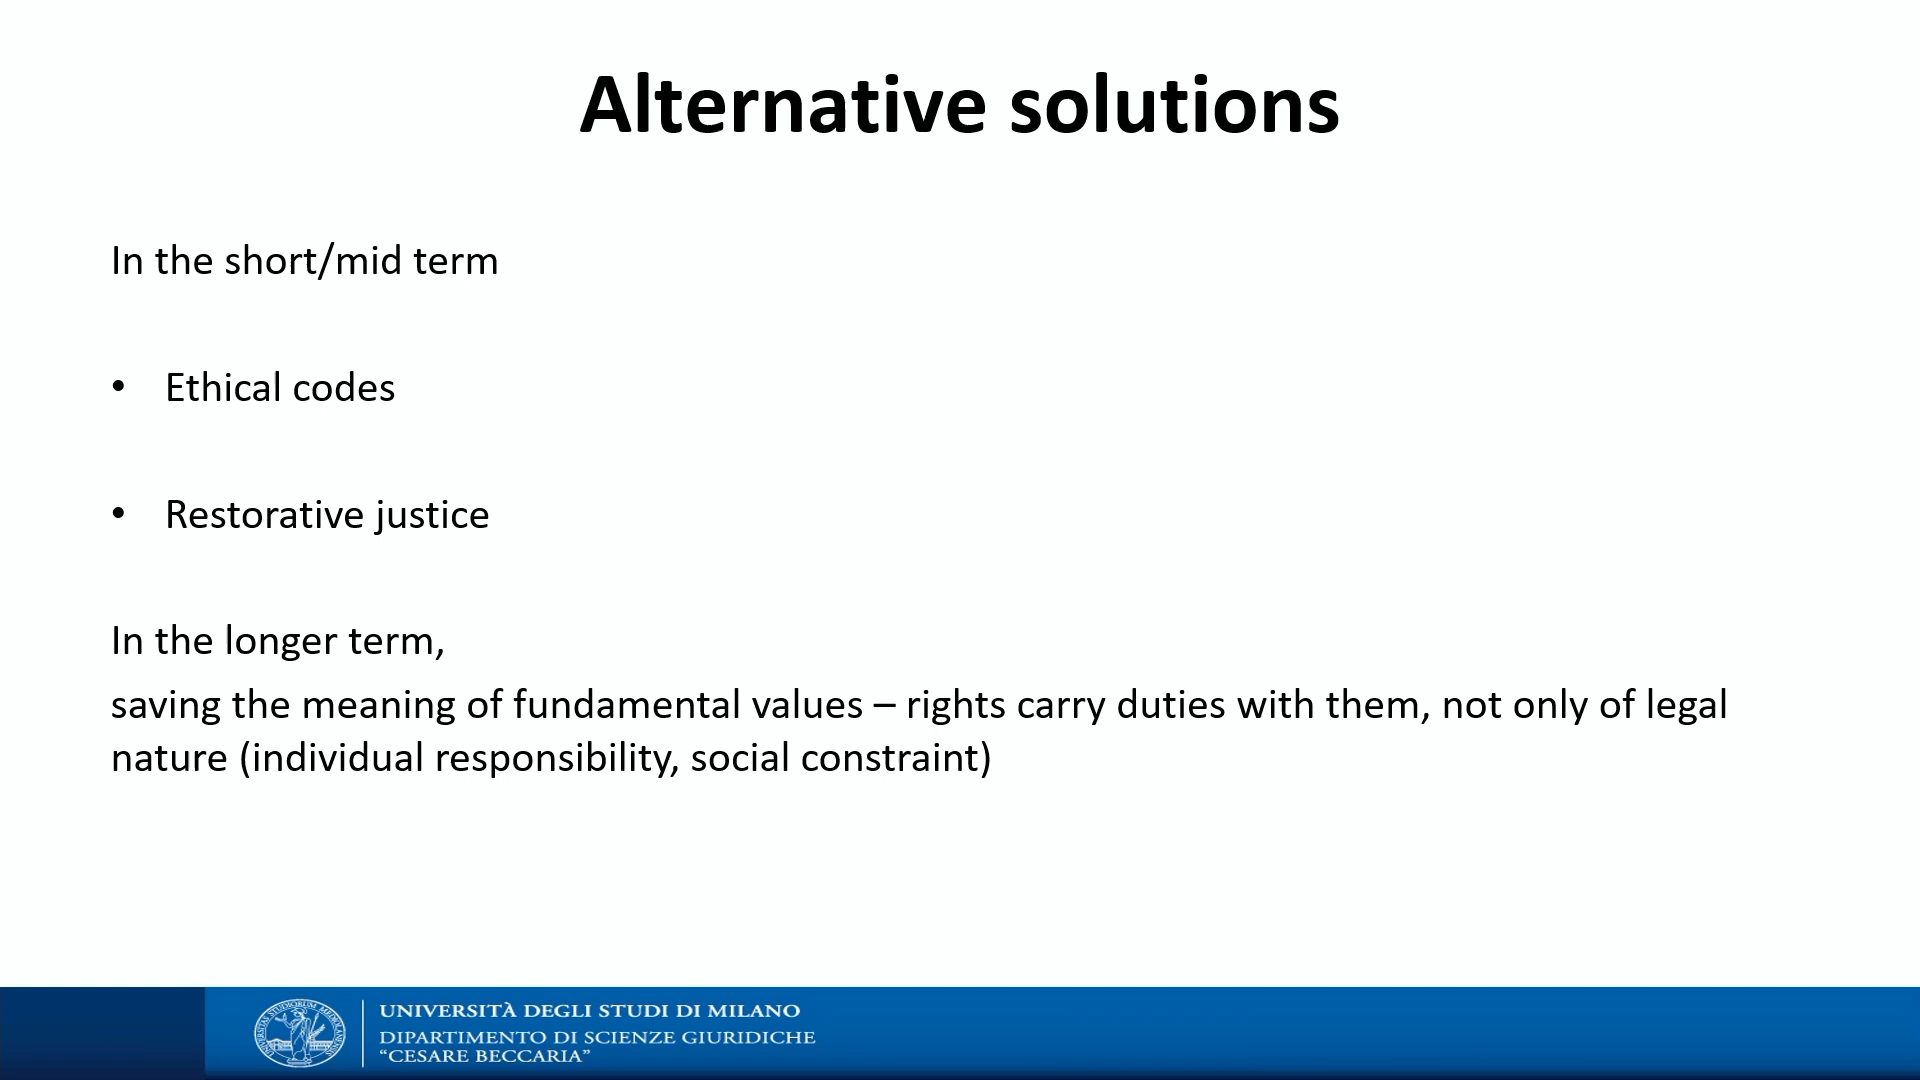 Alternative solutions
In the short/mid term
• Ethical codes
• Restorative justice
In the longer term,
saving the meaning of fundamental values – rights carry duties with them, not only of legal
nature (individual responsibility, social constraint)
UNIVERSITÀ DEGLI STUDI DI MILANO
DIPARTIMENTO DI SCIENZE GIURIDICHE
“CESARE BECCARIA”